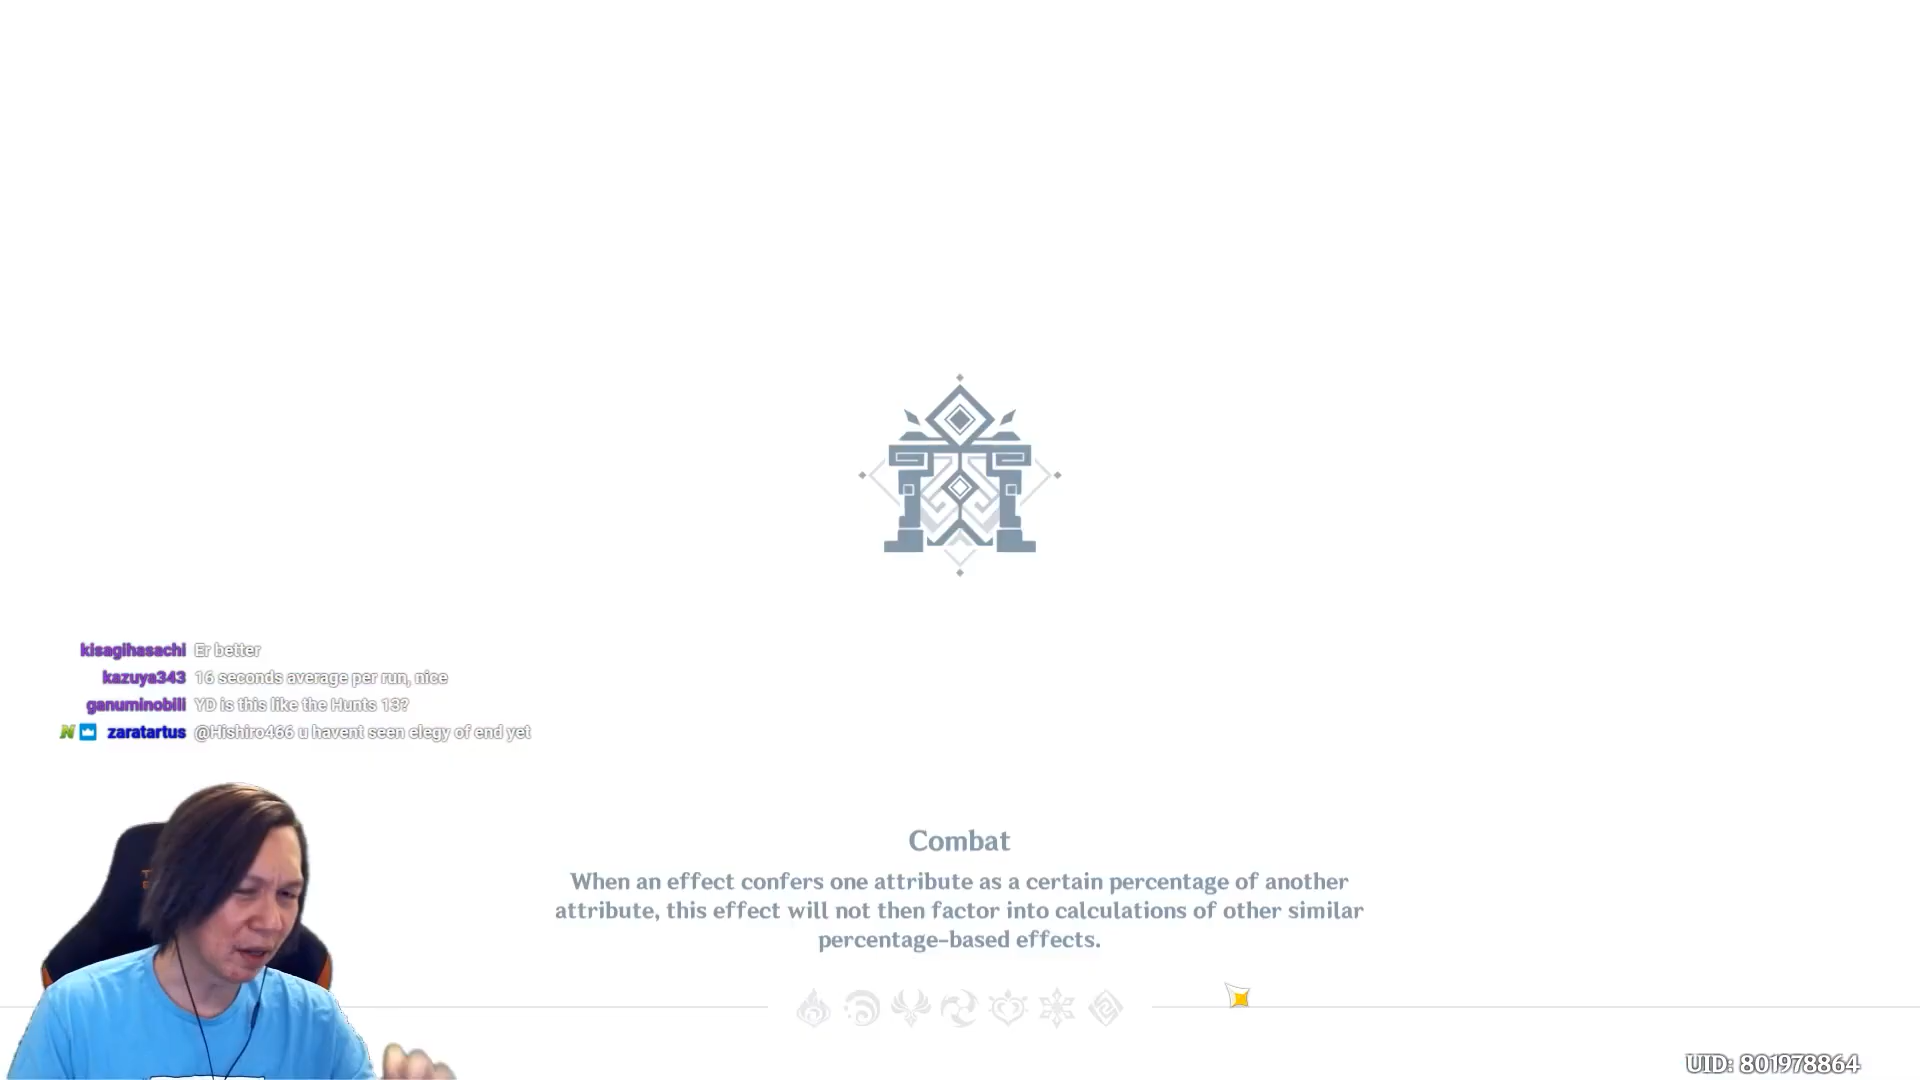 kisagihasachi Er better
kazuya343 16 seconds average per run, nice
ganuminobili YD is this like the Hunts 13?
N zaratartus @Hishiro466 u havent seen elegy of end yet
Combat
When an effect confers one attribute as a certain percentage of another
attribute, this effect will not then factor into calculations of other similar
percentage-based effects.
UID: 801978864